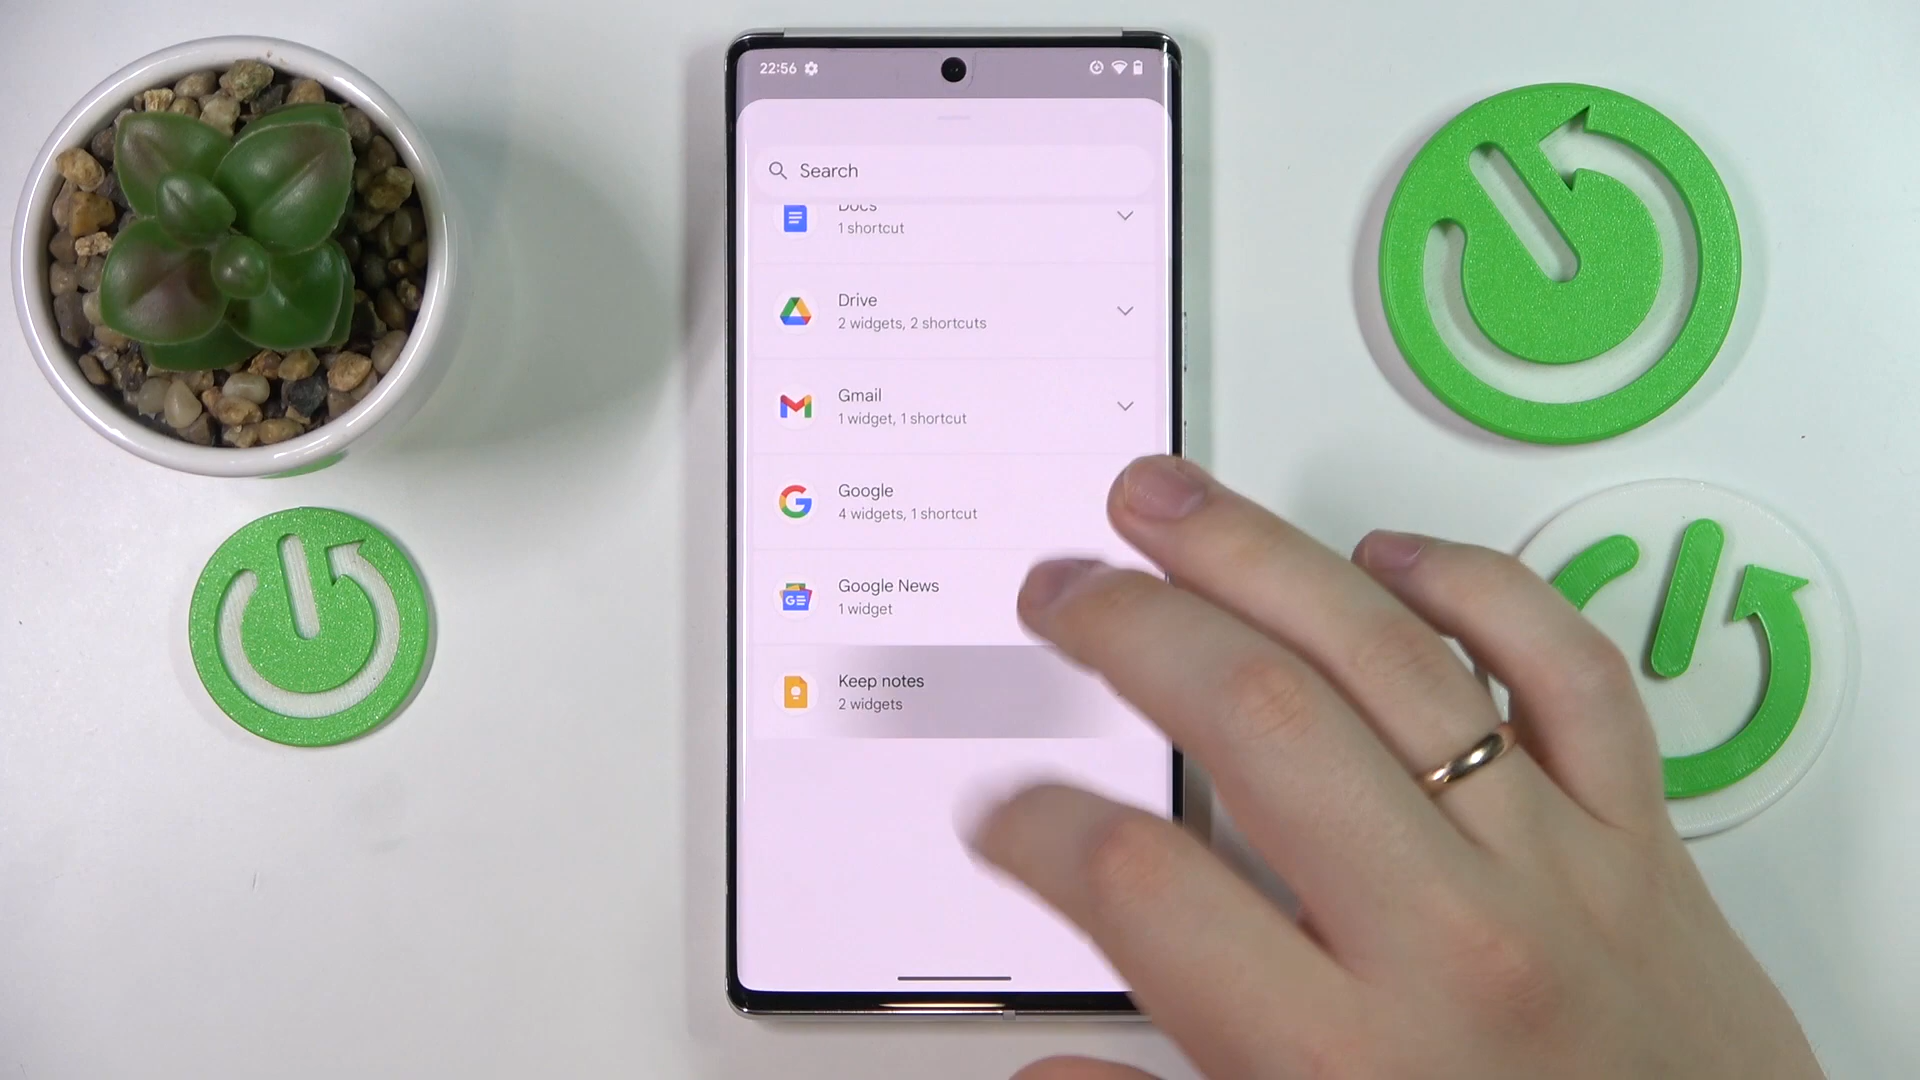 22:56
Search
Docs
1 shortcut
Drive
2 widgets, 2 shortcuts
Gmail
1 widget, 1 shortcut
Google
4 widgets, 1 shortcut
Google News
1 widget
Keep notes
2 widgets